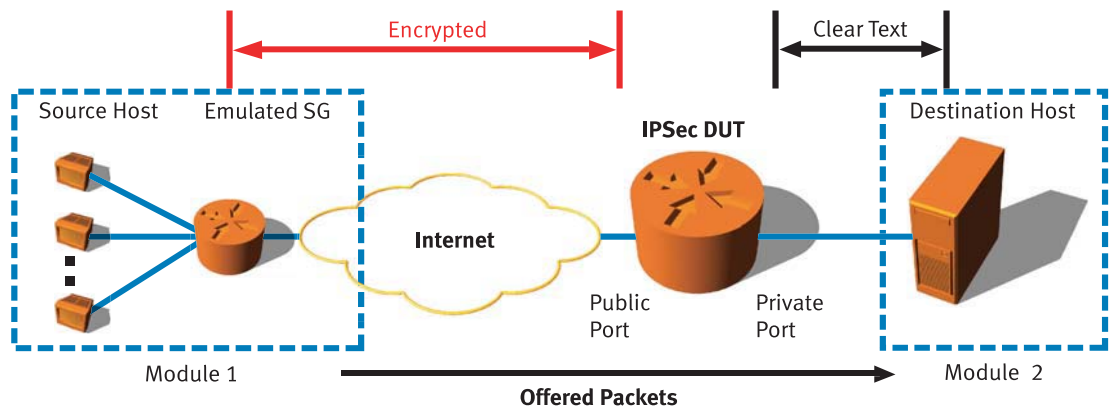 Encrypted
Clear Text
Source Host
Emulated SG
IPSec DUT
Destination Host
Internet
Public
Port
Private
Port
Module 1
Module 2
Offered Packets